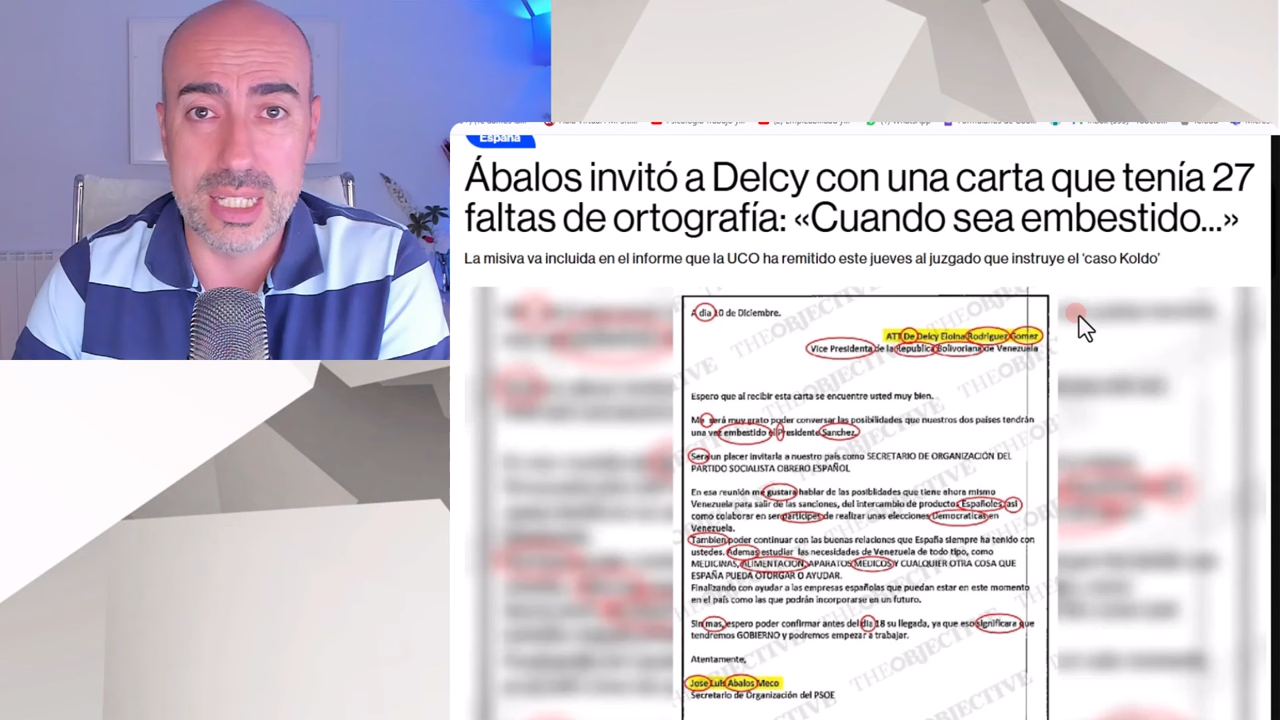 España
Ábalos invitó a Delcy con una carta que tenía 27
faltas de ortografía: «Cuando sea embestido...»
La misiva va incluida en el informe que la UCO ha remitido este jueves al juzgado que instruye el 'caso Koldo'
A dia 10 de Diciembre.
ATT De Delcy Eloina Rodriguez Gomez
Vice Presidenta de la Republica Bolivoriana de Venezuela
Espero que al recibir esta carta se encuentre usted muy bien.
Me será muy grato poder conversar las posibilidades que nuestros dos países tendrán
una vez embestido el Presidente Sanchez.
Sera un placer invitarle a nuestro país como SECRETARIO DE ORGANIZACIÓN DEL
PARTIDO SOCIALISTA OBRERO ESPAÑOL
En esa reunión me gustara hablar de las posiblidades que tiene ahora mismo
Venezuela para salir de las sanciones, del intercambio de productos Españoles, asi
como colaborar en ser participes de realizar unas elecciones Democraticas en
Venezuela.
Tambien poder continuar con las buenas relaciones que España siempre ha tenido con
ustedes. Ademas estudiar las necesidades de Venezuela de todo tipo, como
MEDICINAS, ALIMENTACION, APARATOS MEDICOS Y CUALQUIER OTRA COSA QUE
ESPAÑA PUEDA OTORGAR O AYUDAR.
Finalizando con ayudar a las empresas españolas que puedan estar en este momento
en el país como las que podrán incorporarse en un futuro.
Sin mas, espero poder confirmar antes del dia 18 su llegada, ya que eso significara que
tendremos GOBIERNO y podremos empezar a trabajar.
Atentamente,
Jose Luis Abalos Meco
Secretario de Organización del PSOE
THE OBJECTIVE